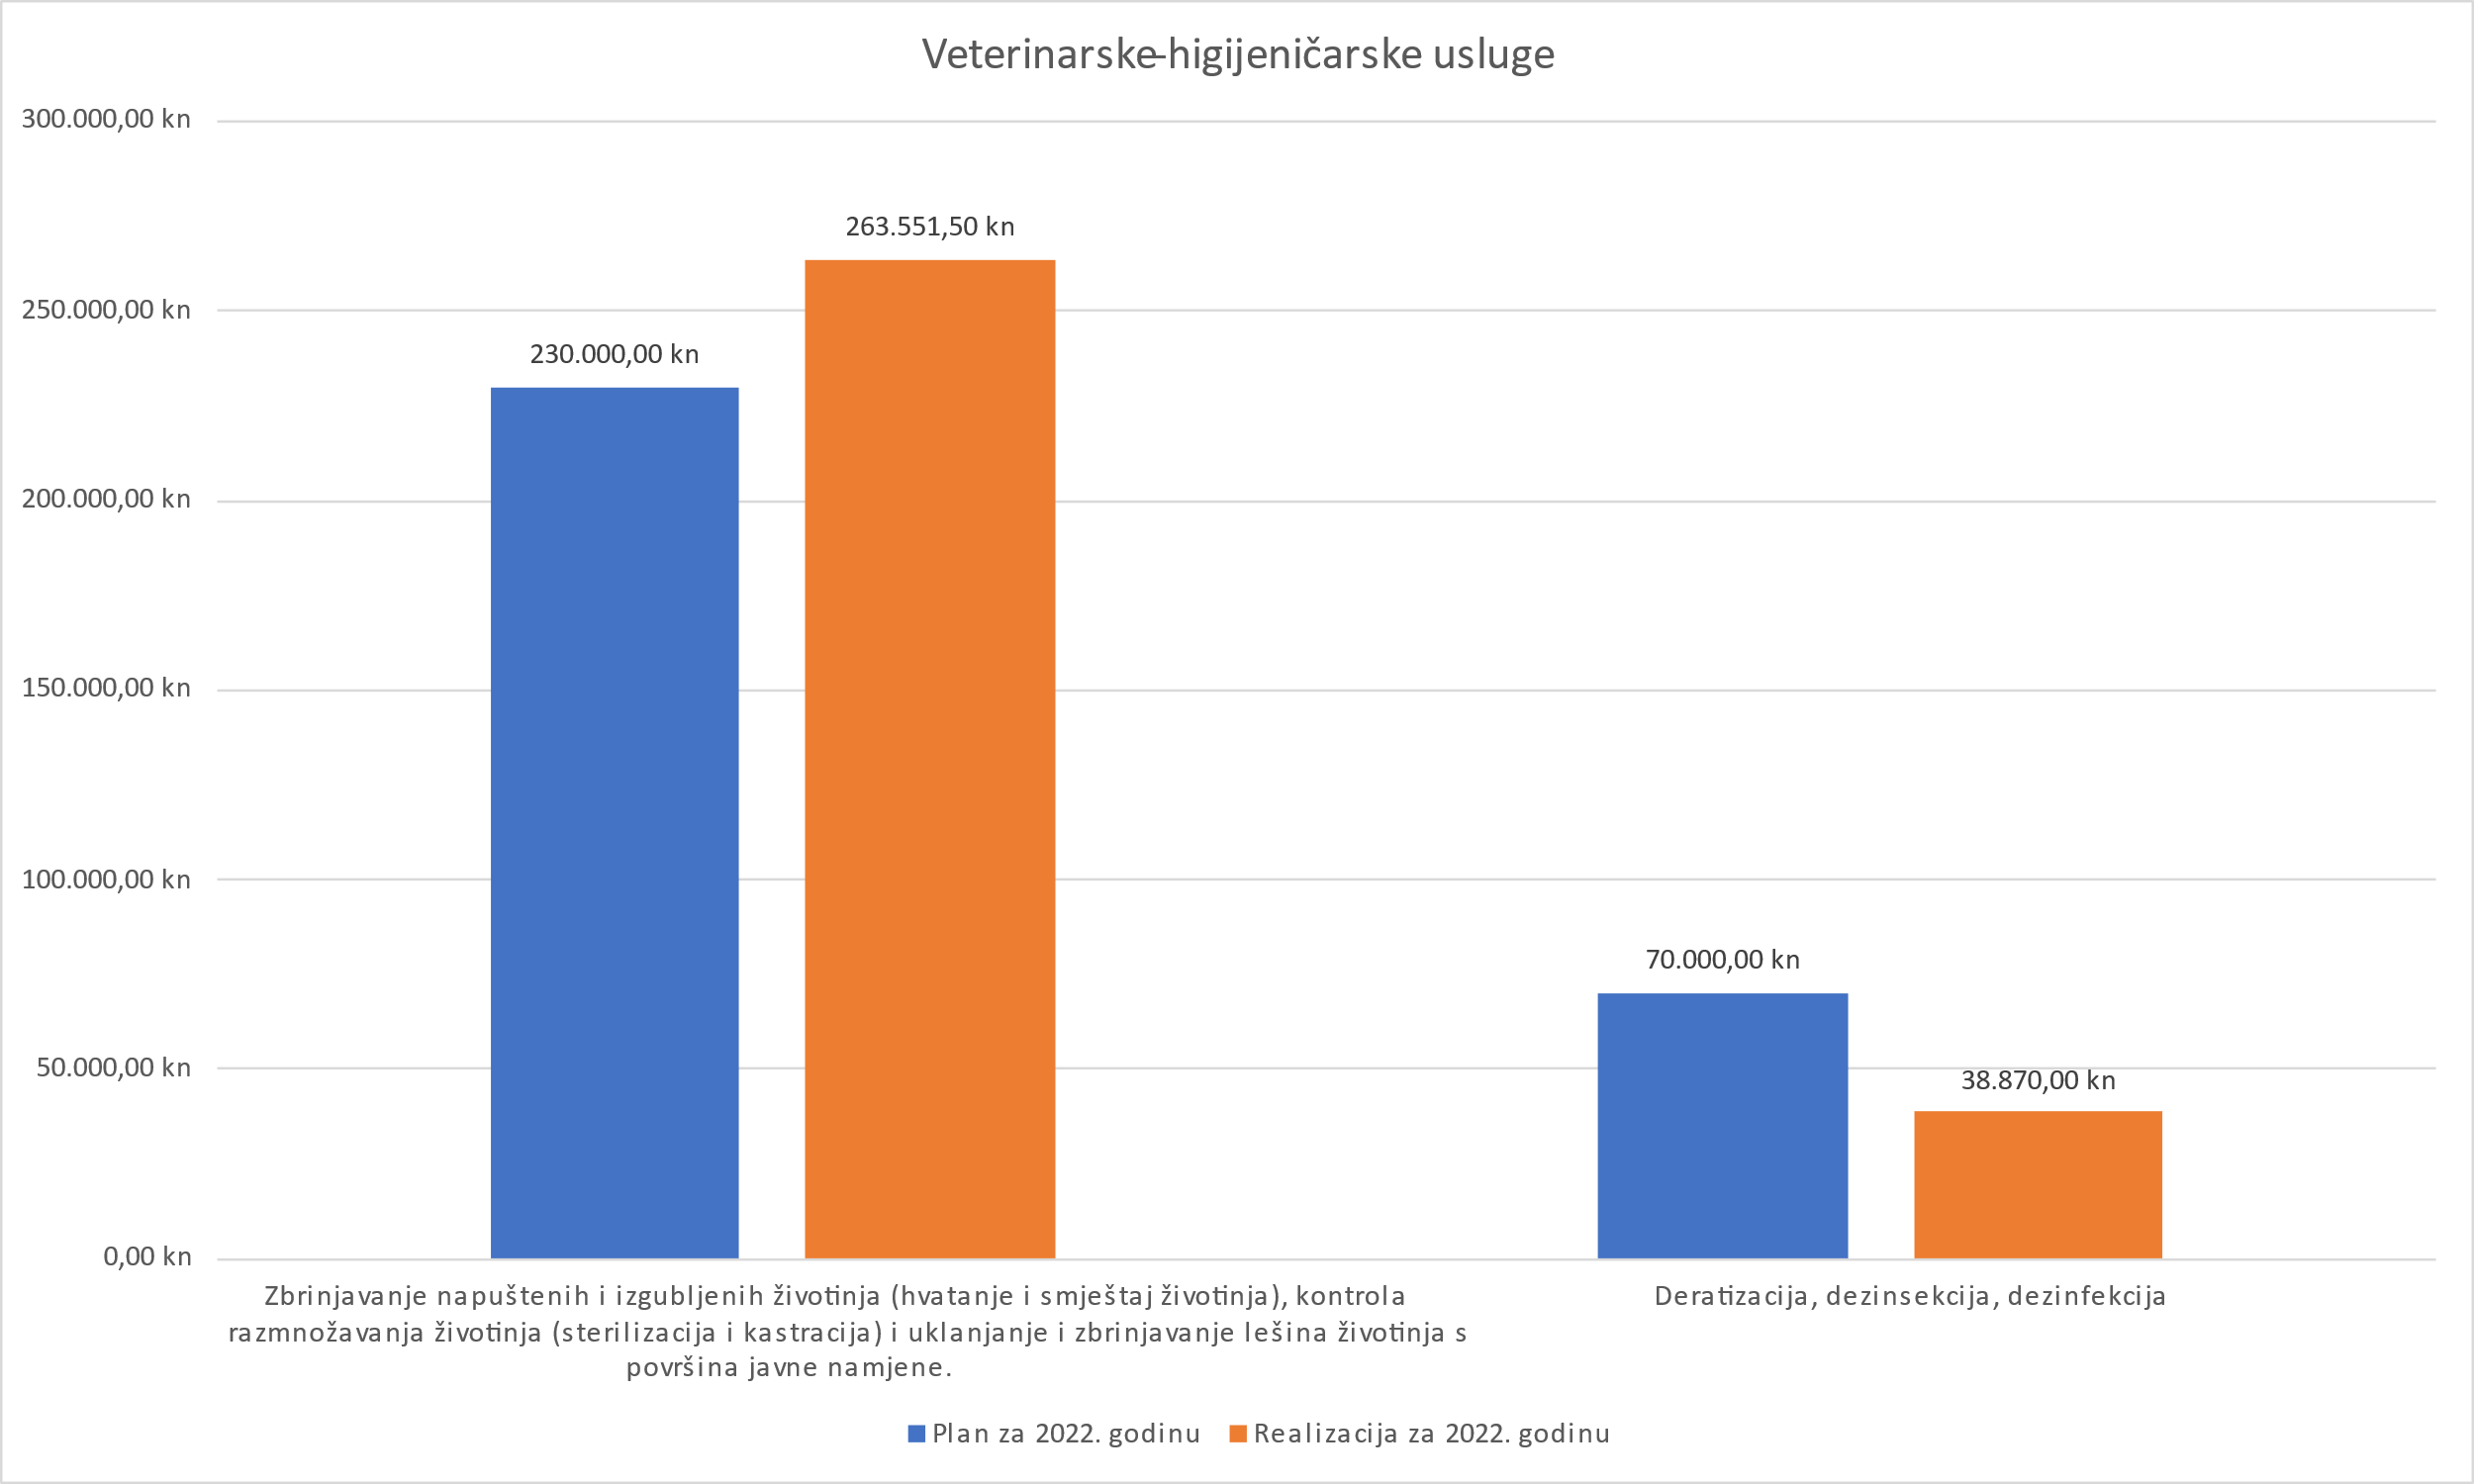 Veterinarske-higijeničarske usluge
300.000,00 kn
263.551,50 kn
250.000,00 kn
230.000,00 kn
200.000,00 kn
150.000,00 kn
100.000,00 kn
70.000,00 kn
50.000,00 kn
38.870,00 kn
0,00 kn
Zbrinjavanje napuštenih i izgubljenih životinja (hvatanje i smještaj životinja), kontrola
razmnožavanja životinja (sterilizacija i kastracija) i uklanjanje i zbrinjavanje lešina životinja s
površina javne namjene.
Deratizacija, dezinsekcija, dezinfekcija
Plan za 2022. godinu
Realizacija za 2022. godinu